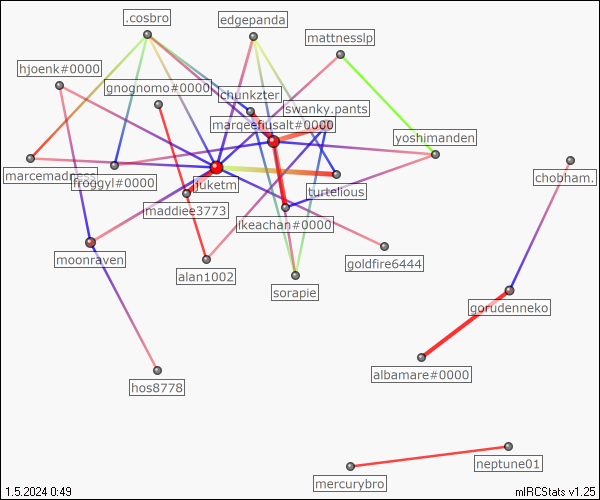 .cosbro
edgepanda
mattnesslp
hjoenk#0000
gnognomo#0000
chunkzter
swanky.pants
marqeefiusalt#0000
yoshimanden
marcemadness
froggyl#0000
juketm
turtelious
chobham.
maddiee3773
ikeachan#0000
moonraven
alan1002
goldfire6444
sorapie
gorudenneko
albamare#0000
hos8778
neptune01
mercurybro
1.5.2024 0:49
mIRCStats v1.25